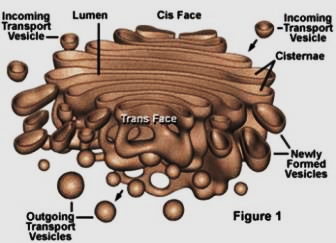 Incoming
Transport
Vesicle
Lumen
Cis Face
Incoming
Transport
Vesicle
Cisternae
Trans Face
Newly
Formed
Vesicles
Outgoing
Transport
Vesicles
Figure 1